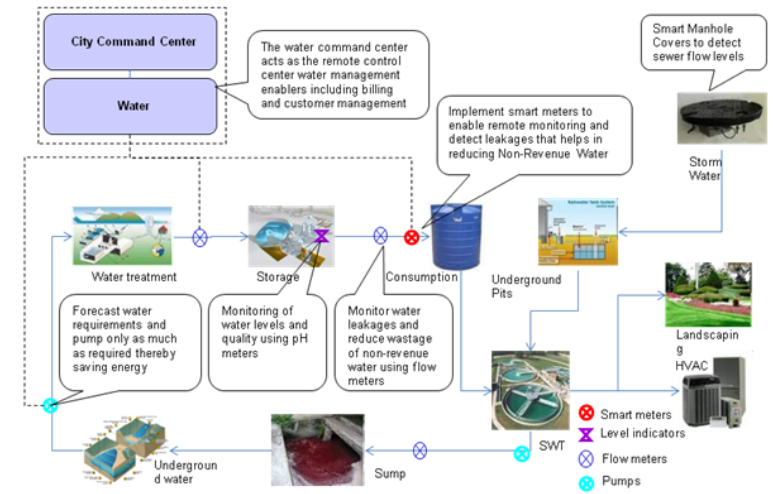 City Command Center
Water
The water command center
acts as the remote control
center water management
enablers including billing
and customer management
Smart Manhole
Covers to detect
sewer flow levels
Implement smart meters to
enable remote monitoring and
detect leakages that helps in
reducing Non-Revenue Water
Storm
Water
Water treatment
Storage
Consumption
Underground
Pits
Forecast water
requirements and
pump only as much
as required thereby
saving energy
Monitoring of
water levels and
quality using pH
meters
Monitor water
leakages and
reduce wastage
of non-revenue
water using flow
meters
Landscapin
g
HVAC
SWT
Smart meters
Level indicators
Flow meters
Pumps
Undergroun
d water
Sump